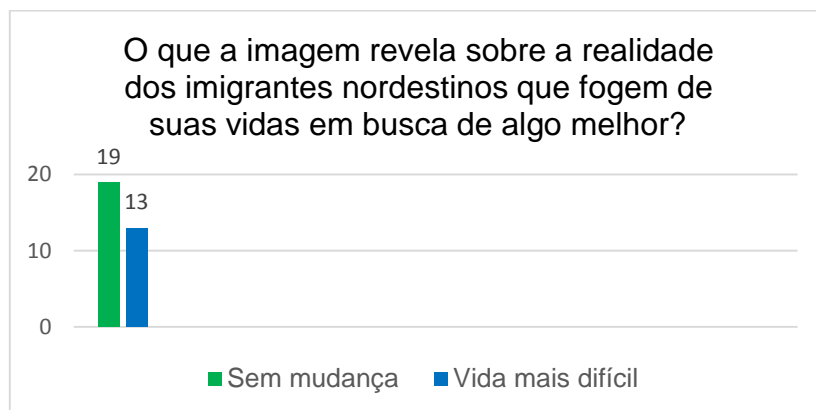 O que a imagem revela sobre a realidade
dos imigrantes nordestinos que fogem de
suas vidas em busca de algo melhor?
19
20
13
10
0
Sem mudança Vida mais difícil